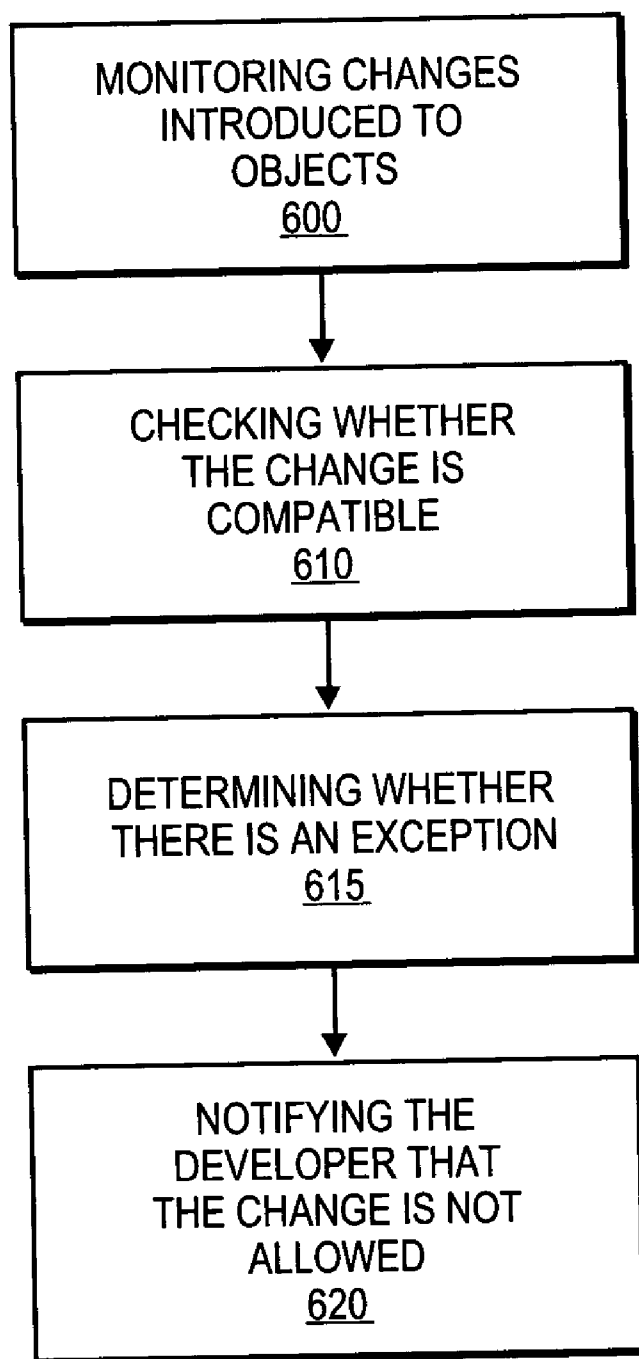 MONITORING CHANGES
INTRODUCED TO
OBJECTS
600
CHECKING WHETHER
THE CHANGE IS
COMPATIBLE
610
DETERMINING WHETHER
THERE IS AN EXCEPTION
615
NOTIFYING THE
DEVELOPER THAT
THE CHANGE IS NOT
ALLOWED
620